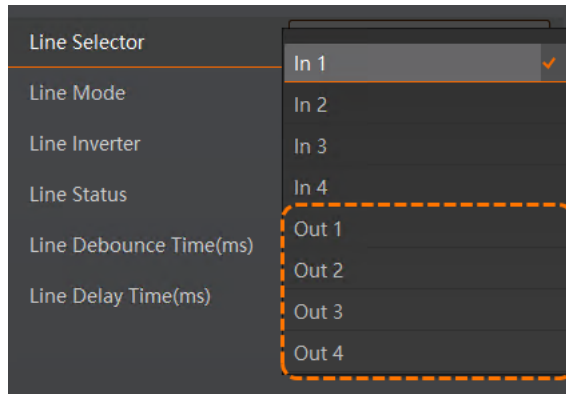 Line Selector
In 1
Line Mode
In 2
Line Inverter
In 3
Line Status
In 4
Line Debounce Time(ms)
Out 1
Out 2
Line Delay Time(ms)
Out 3
Out 4